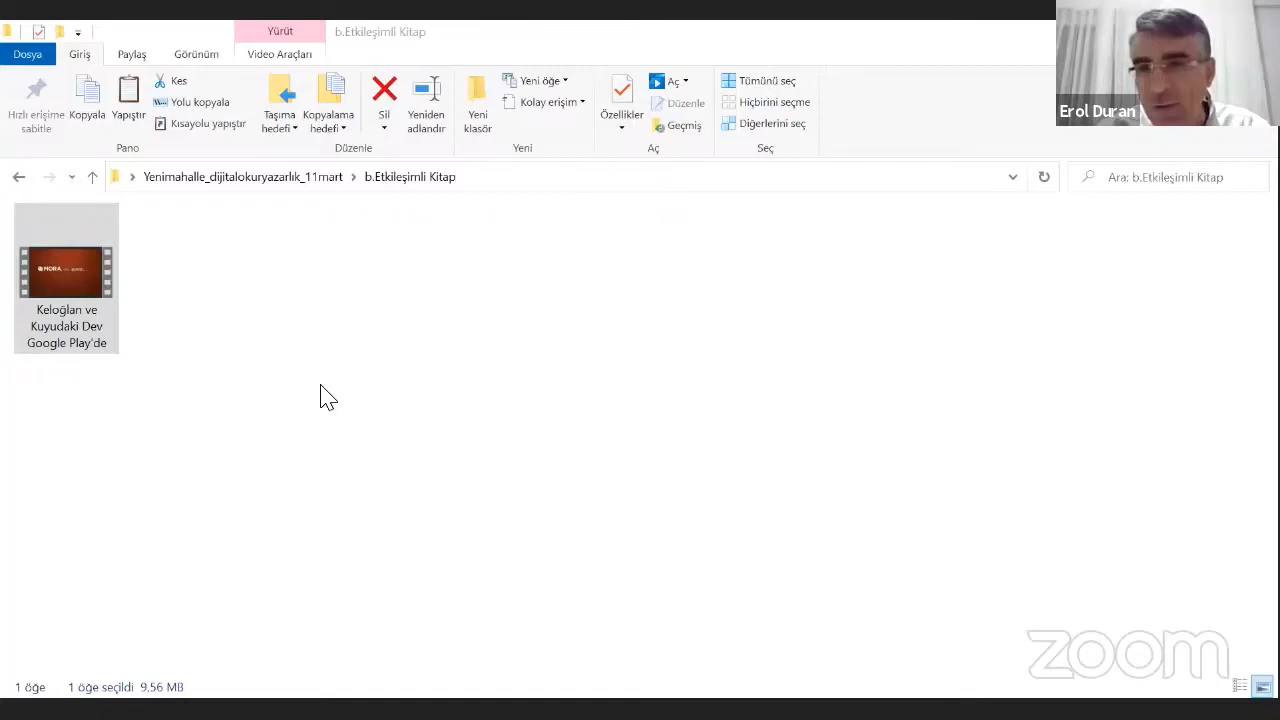 Yürüt
b.Etkileşimli Kitap
Dosya
Giriş
Paylaş
Görünüm
Video Araçları
Hızlı erişime
sabitle
Kopyala
Yapıştır
Kes
Yolu kopyala
Kısayolu yapıştır
Pano
Taşıma
hedefi
Kopyalama
hedefi
Sil
Yeniden
adlandır
Düzenle
Yeni
klasör
Yeni öğe
Kolay erişim
Yeni
Özellikler
Aç
Düzenle
Geçmiş
Aç
Tümünü seç
Hiçbirini seçme
Diğerlerini seç
Seç
Erol Duran
Yenimahalle_dijitalokuryazarlık_11mart
b.Etkileşimli Kitap
Ara: b.Etkileşimli Kitap
HORA
Keloğlan ve
Kuyudaki Dev
Google Play'de
zoom
1 öğe
1 öğe seçildi 9,56 MB